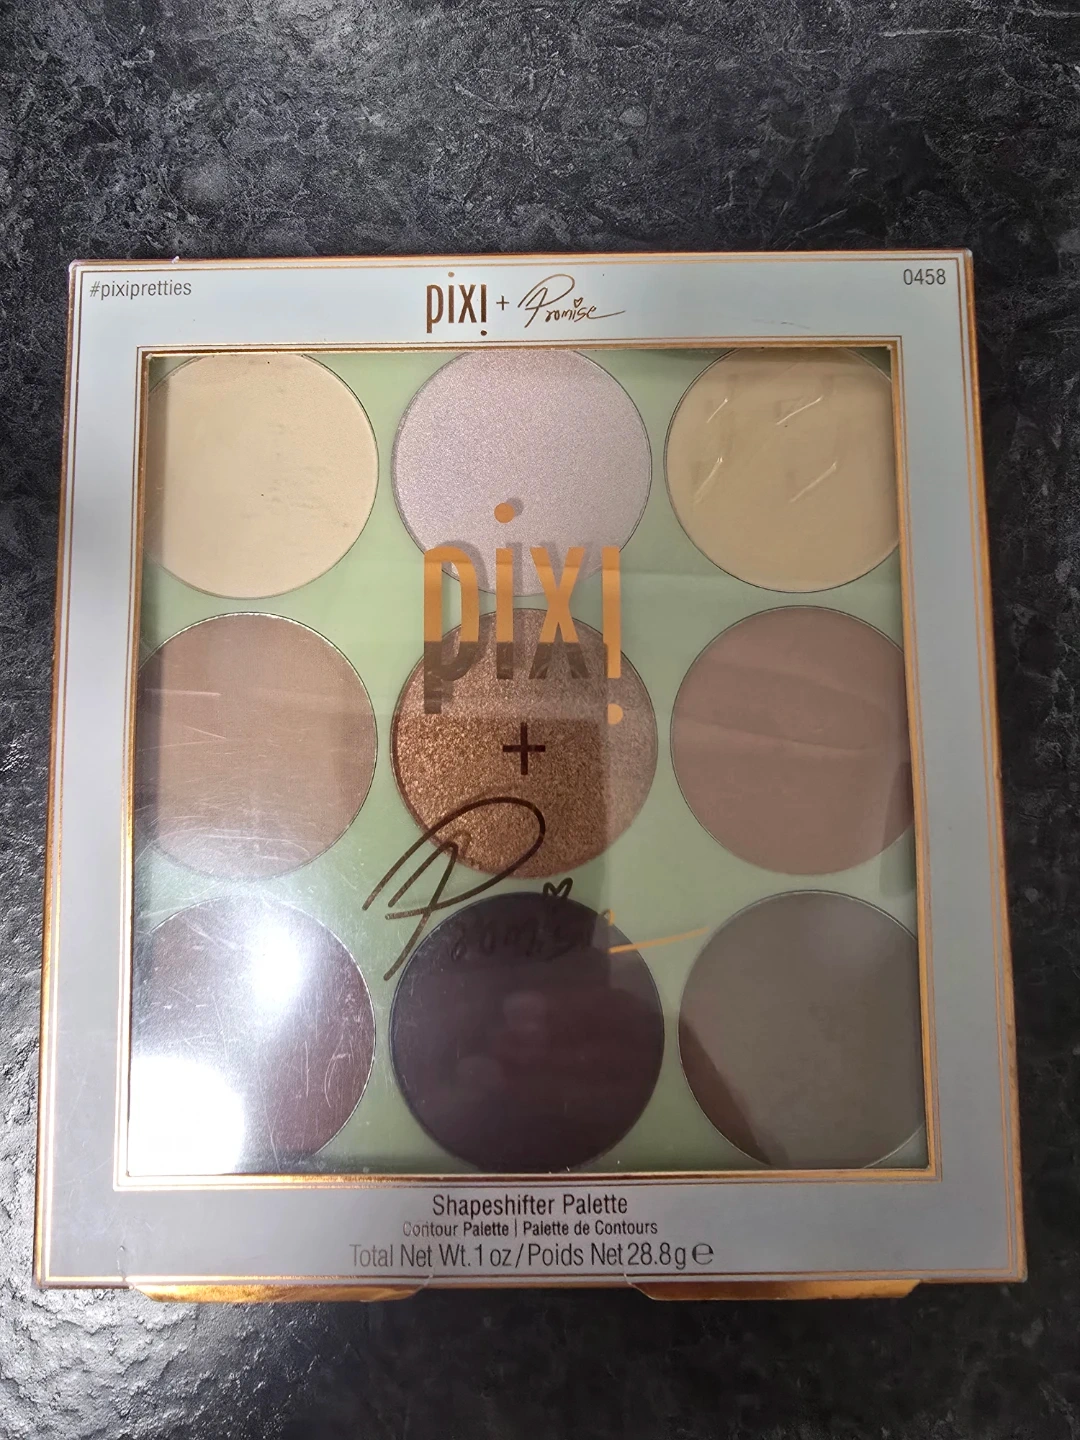 #pixipretties
pixi + Promise
0458
pixi
+
Promise
Shapeshifter Palette
Contour Palette | Palette de Contours
Total Net Wt. 1 oz / Poids Net 28.8g ℮